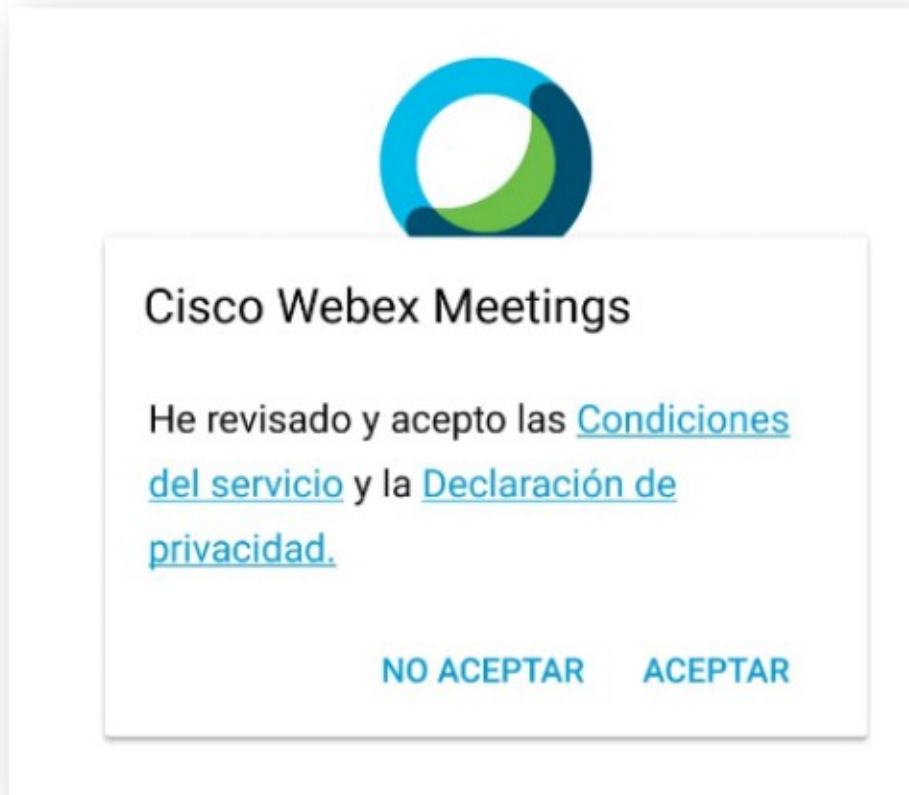 Cisco Webex Meetings
He revisado y acepto las Condiciones
del servicio y la Declaración de
privacidad.
NO ACEPTAR ACEPTAR